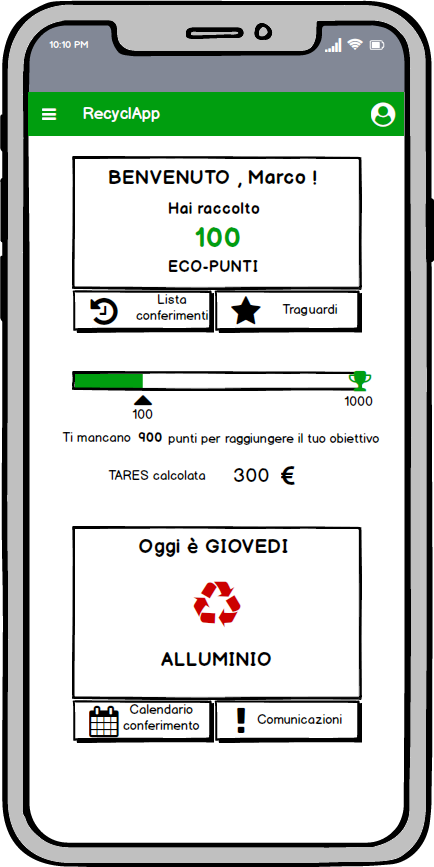 10:10 PM
RecyclApp
BENVENUTO , Marco !
Hai raccolto
100
ECO-PUNTI
Lista
conferimenti
Traguardi
100
1000
Ti mancano 900 punti per raggiungere il tuo obiettivo
TARES calcolata 300 €
Oggi è GIOVEDI
ALLUMINIO
Calendario
conferimento
Comunicazioni